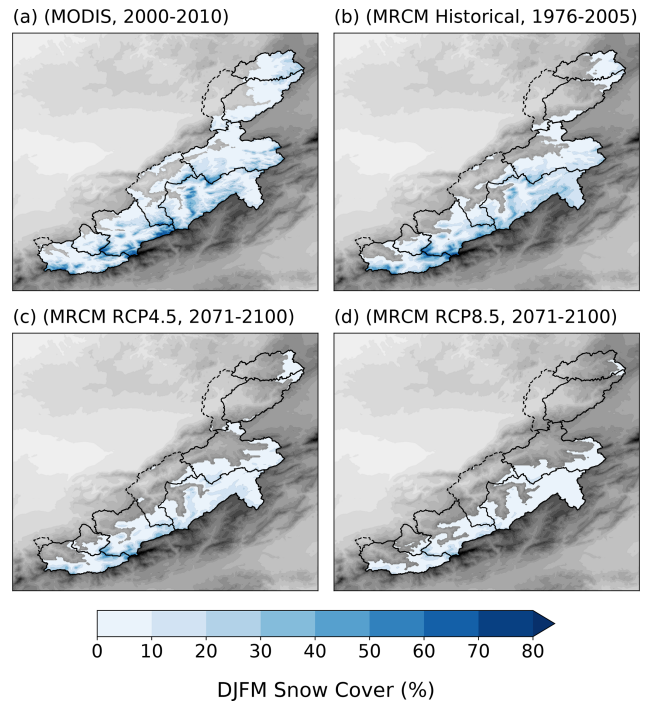 (a) (MODIS, 2000-2010)
(b) (MRCM Historical, 1976-2005)
(c) (MRCM RCP4.5, 2071-2100)
(d) (MRCM RCP8.5, 2071-2100)
0 10 20 30 40 50 60 70 80
DJFM Snow Cover (%)